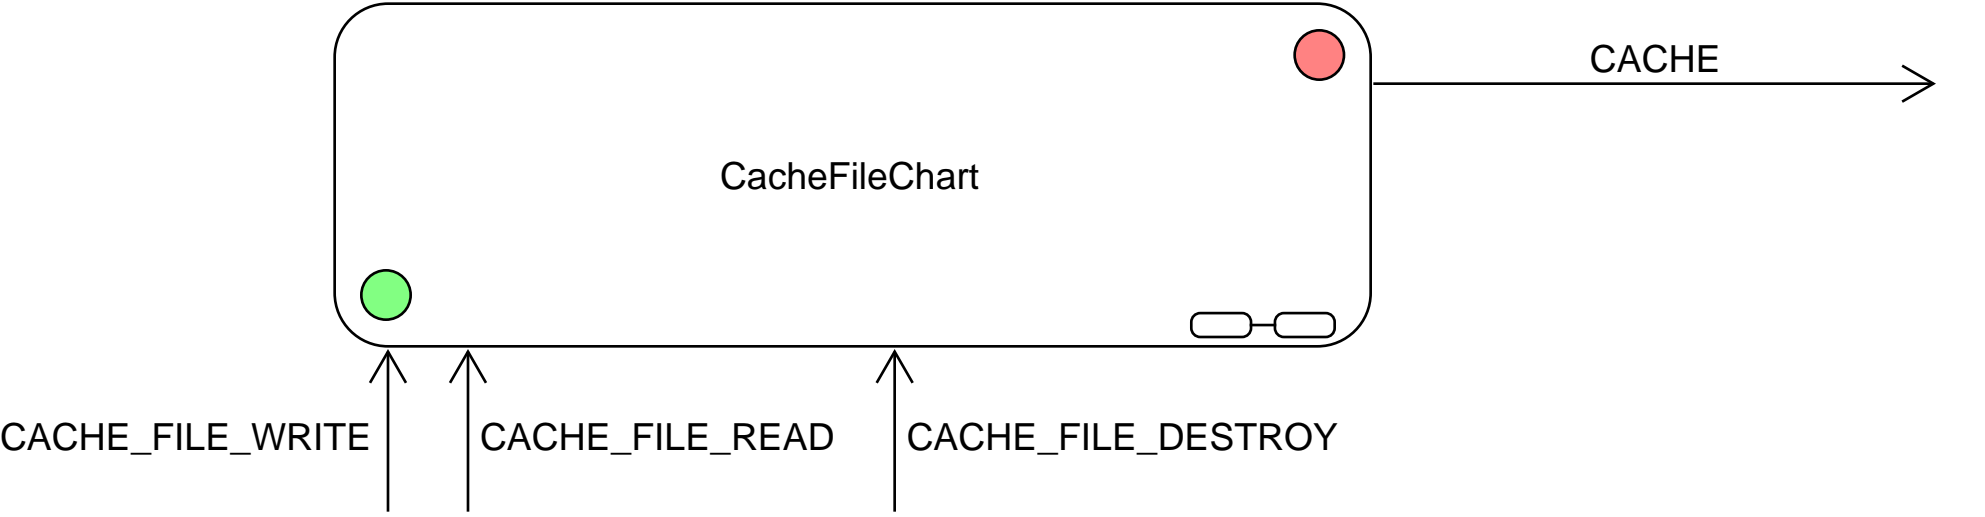 CACHE
CacheFileChart
CACHE_FILE_WRITE
CACHE_FILE_READ
CACHE_FILE_DESTROY